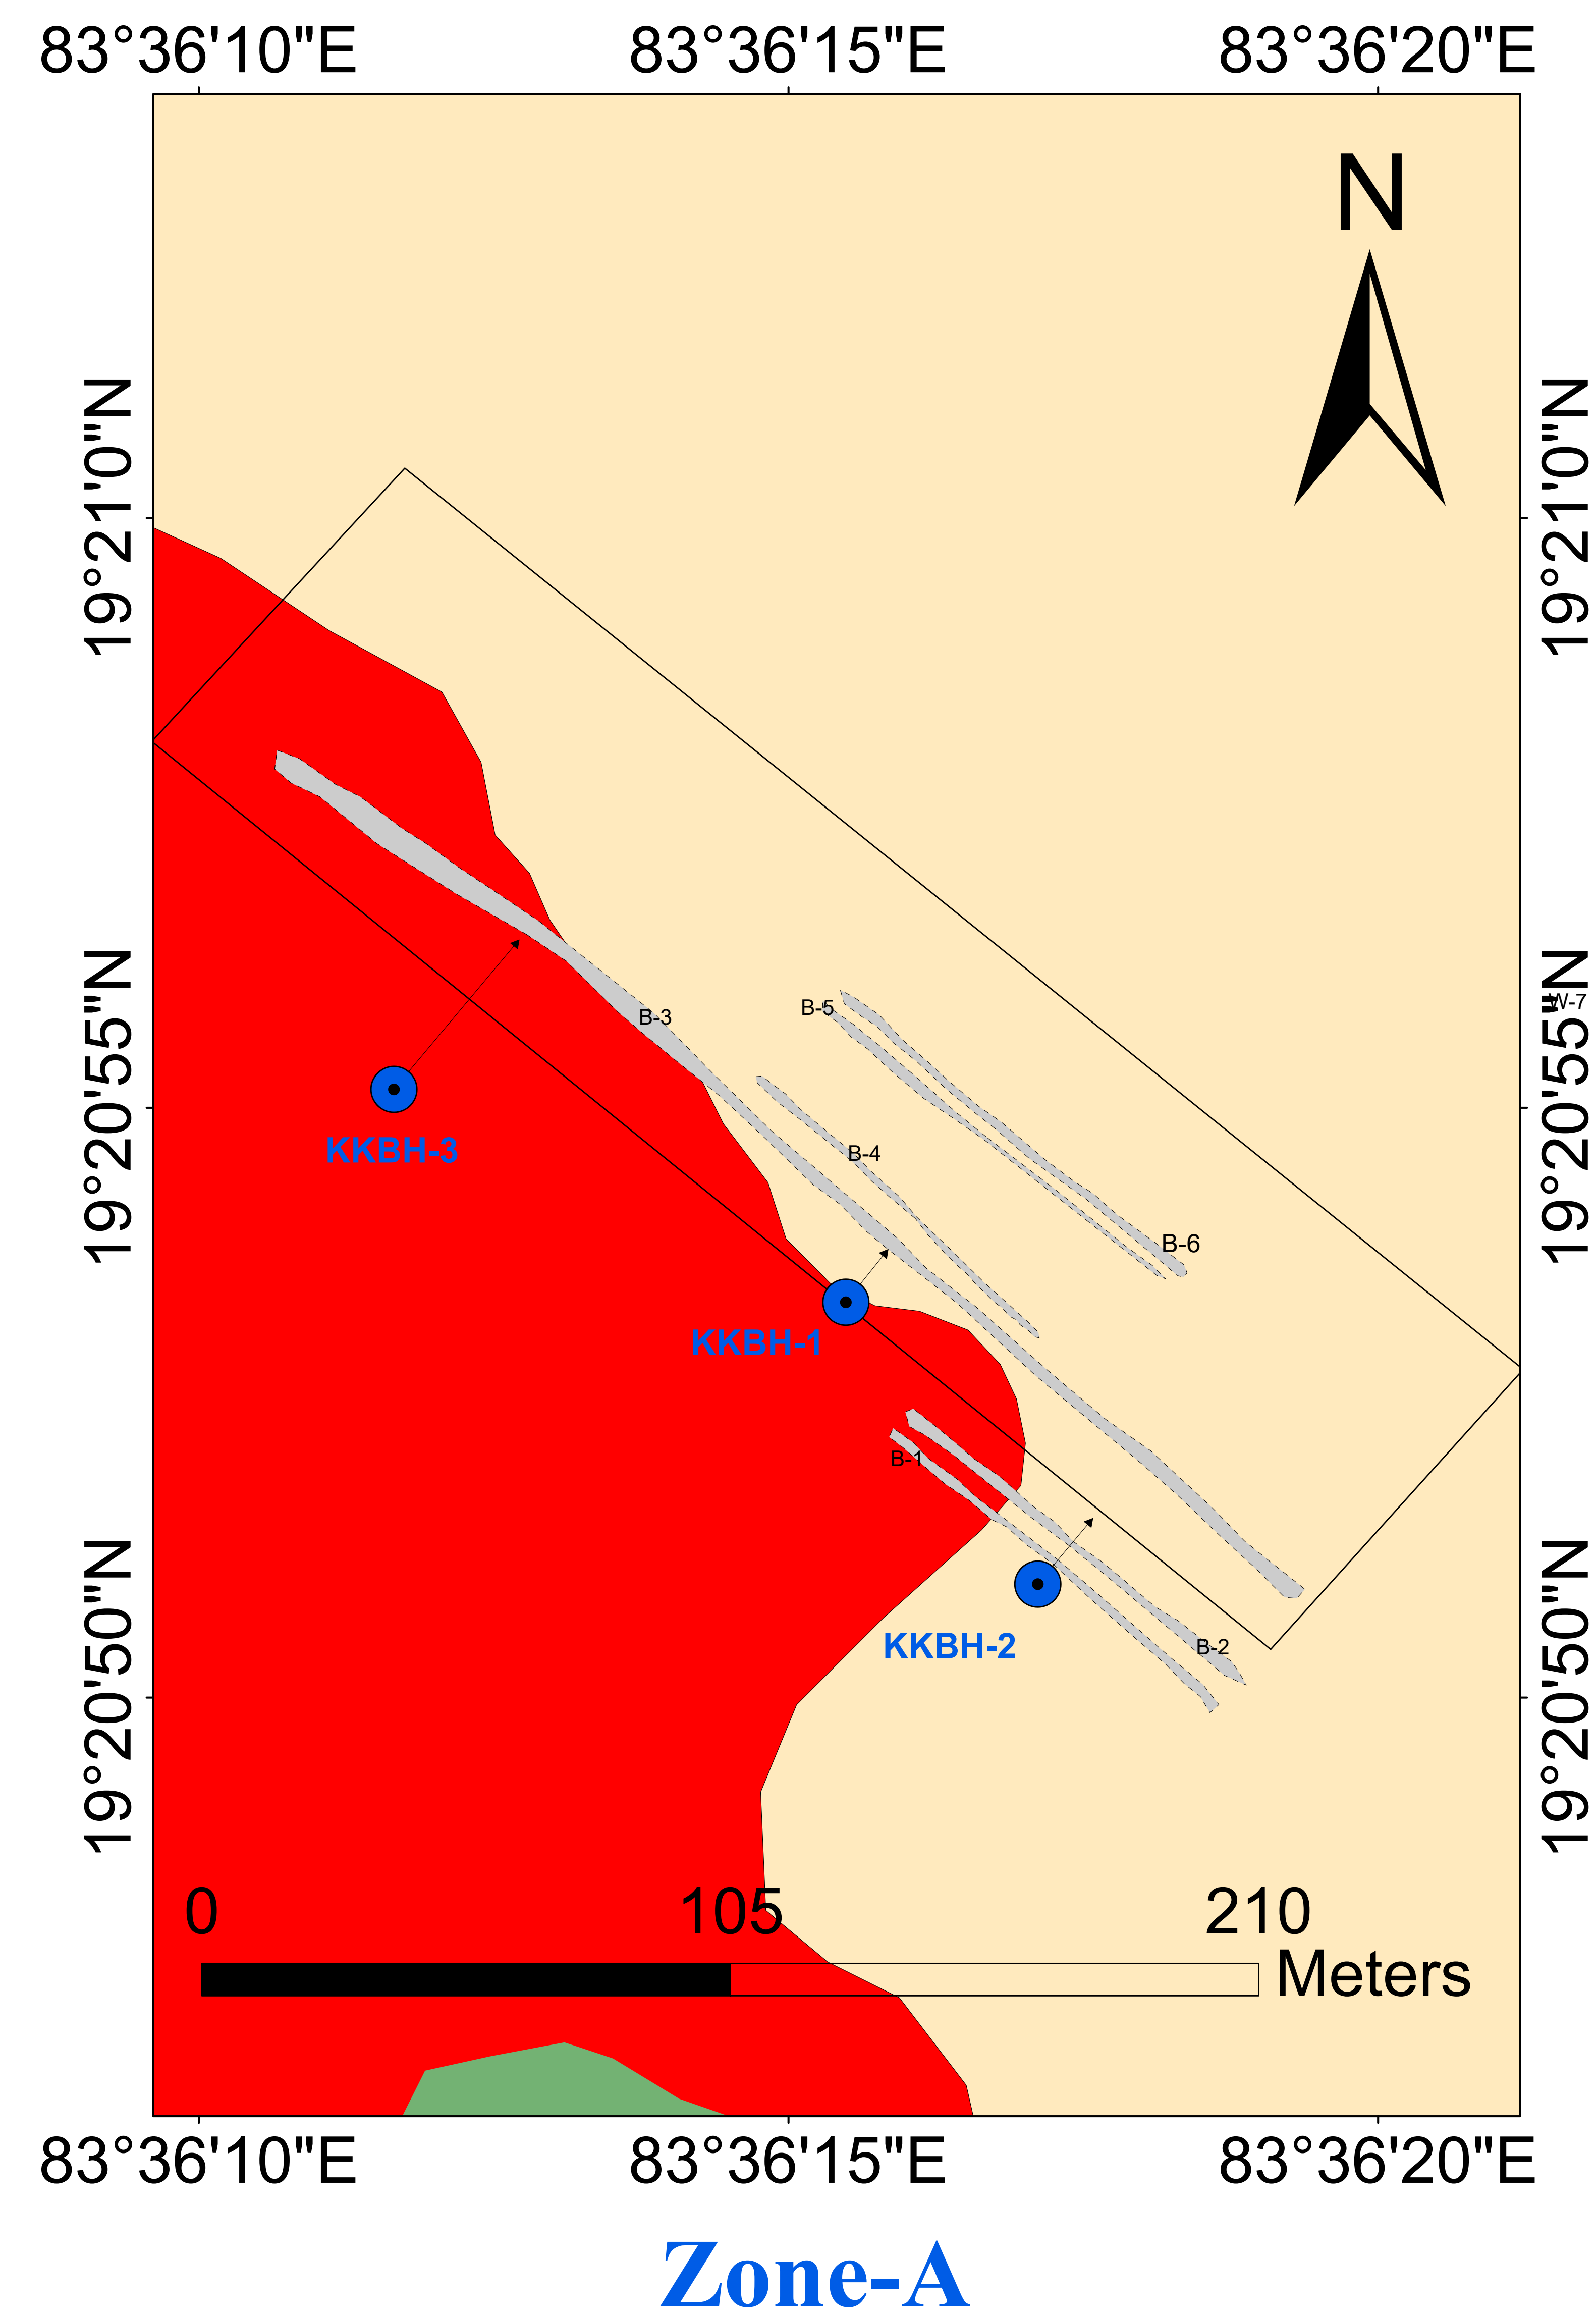 83°36'10"E 83°36'15"E 83°36'20"E
N
19°21'0"N 19°21'0"N
19°20'55"N 19°20'55"N
W-7
B-5
B-3
KKBH-3
B-4
B-6
KKBH-1
B-1
19°20'50"N 19°20'50"N
KKBH-2
B-2
0 105 210
Meters
83°36'10"E 83°36'15"E 83°36'20"E
Zone-A